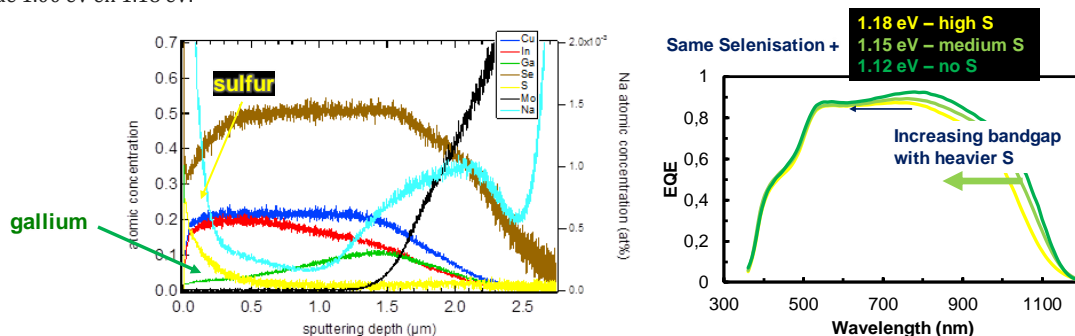 sulfur
gallium
Cu
In
Ga
Se
S
Mo
Na
0.7
0.6
0.5
0.4
0.3
0.2
0.1
0.0
atomic concentration
0.0
0.5
1.0
1.5
2.0
2.5
sputtering depth (µm)
1.5
1.0
0.5
0.0
Na atomic concentration (at%)
Same Selenisation +
1.18 eV – high S
1.15 eV – medium S
1.12 eV – no S
Increasing bandgap
with heavier S
1
0.8
0.6
0.4
0.2
0
EQE
300
500
700
900
1100
Wavelength (nm)